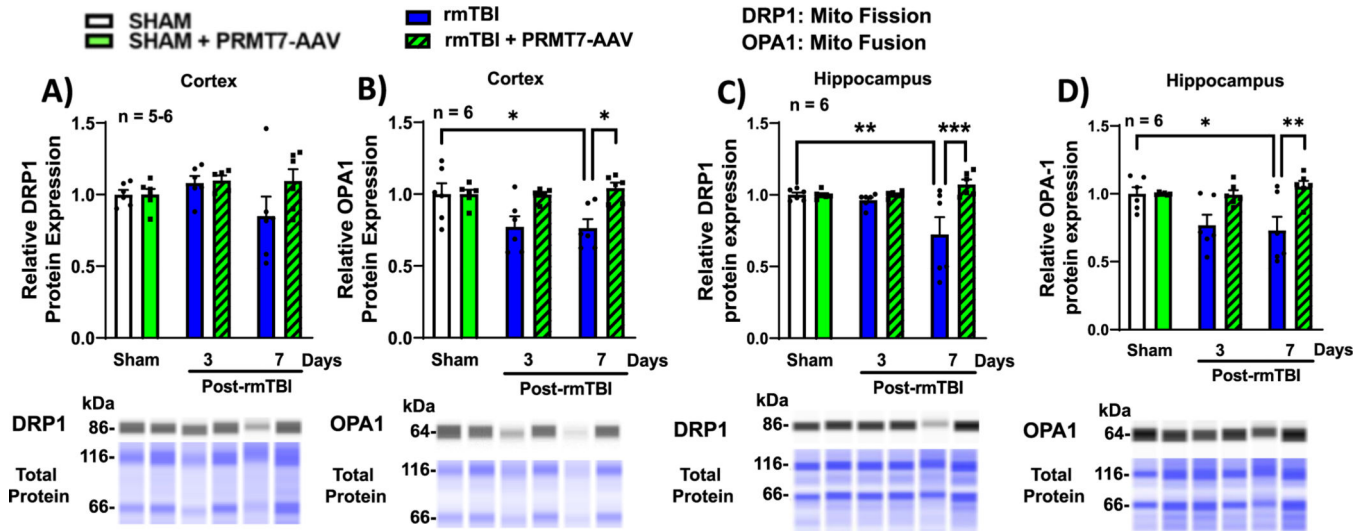 SHAM
SHAM + PRMT7-AAV
rmTBI
rmTBI + PRMT7-AAV
DRP1: Mito Fission
OPA1: Mito Fusion
A)
Cortex
n = 5-6
Relative DRP1
Protein Expression
1.5
1.0
0.5
0.0
Sham
3
7
Days
Post-rmTBI
kDa
DRP1
86-
Total
Protein
116-
66-
B)
Cortex
n = 6
*
*
Relative OPA1
Protein Expression
1.5
1.0
0.5
0.0
Sham
3
7
Days
Post-rmTBI
kDa
OPA1
64-
Total
Protein
116-
66-
C)
Hippocampus
n = 6
**
***
Relative DRP1
protein expression
1.5
1.0
0.5
0.0
Sham
3
7
Days
Post-rmTBI
kDa
DRP1
86-
Total
Protein
116-
66-
D)
Hippocampus
n = 6
*
**
Relative OPA-1
protein expression
1.5
1.0
0.5
0.0
Sham
3
7
Days
Post-rmTBI
kDa
OPA1
64-
Total
Protein
116-
66-